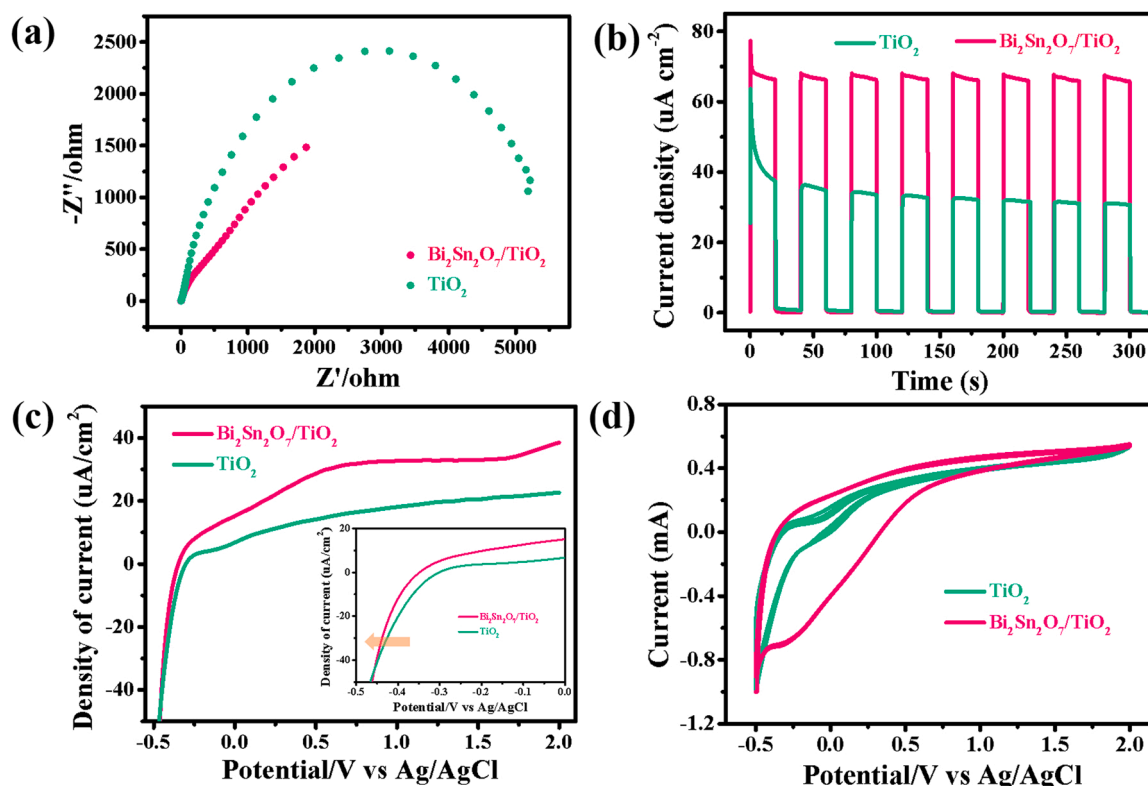 (a)
2500
2000
1500
1000
500
0
-Z''/ohm
Bi₂Sn₂O₇/TiO₂
TiO₂
0 1000 2000 3000 4000 5000
Z'/ohm
(b)
TiO₂ Bi₂Sn₂O₇/TiO₂
80
60
40
20
0
Current density (uA cm⁻²)
0 50 100 150 200 250 300
Time (s)
(c)
Bi₂Sn₂O₇/TiO₂
TiO₂
40
20
0
-20
-40
Density of current (uA/cm²)
-0.5 0.0 0.5 1.0 1.5 2.0
Potential/V vs Ag/AgCl
20
10
0
-20
-40
Density of current (uA/cm²)
Bi₂Sn₂O₇/TiO₂
TiO₂
-0.5 -0.4 -0.3 -0.2 -0.1 0.0
Potential/V vs Ag/AgCl
(d)
0.8
0.4
0.0
-0.4
-0.8
-1.2
Current (mA)
TiO₂
Bi₂Sn₂O₇/TiO₂
-0.5 0.0 0.5 1.0 1.5 2.0
Potential/V vs Ag/AgCl